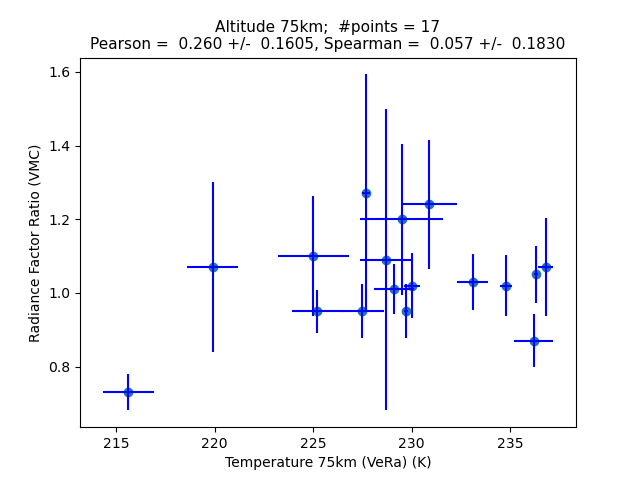 Altitude 75km;  #points = 17
Pearson =  0.260 +/-  0.1605, Spearman =  0.057 +/-  0.1830
1.6
1.4
1.2
1.0
0.8
Radiance Factor Ratio (VMC)
215
220
225
230
235
Temperature 75km (VeRa) (K)